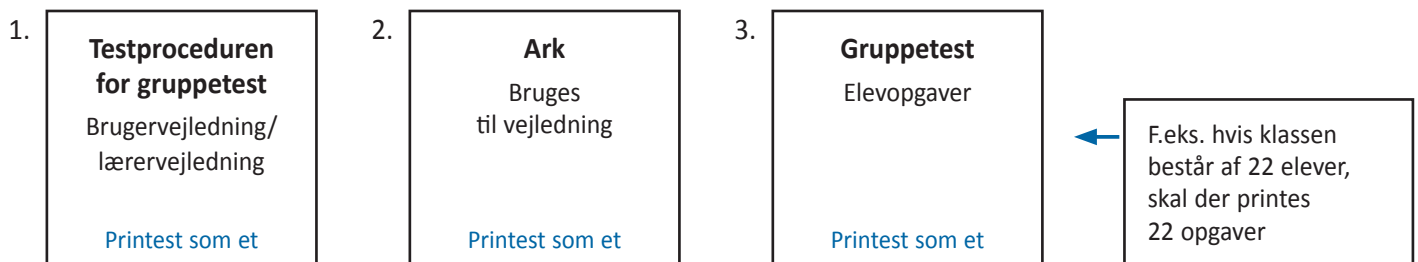 1.
Testproceduren
for gruppetest
Brugervejledning/
lærervejledning
Printest som et
2.
Ark
Bruges
til vejledning
Printest som et
3.
Gruppetest
Elevopgaver
Printest som et
F.eks. hvis klassen
består af 22 elever,
skal der printes
22 opgaver